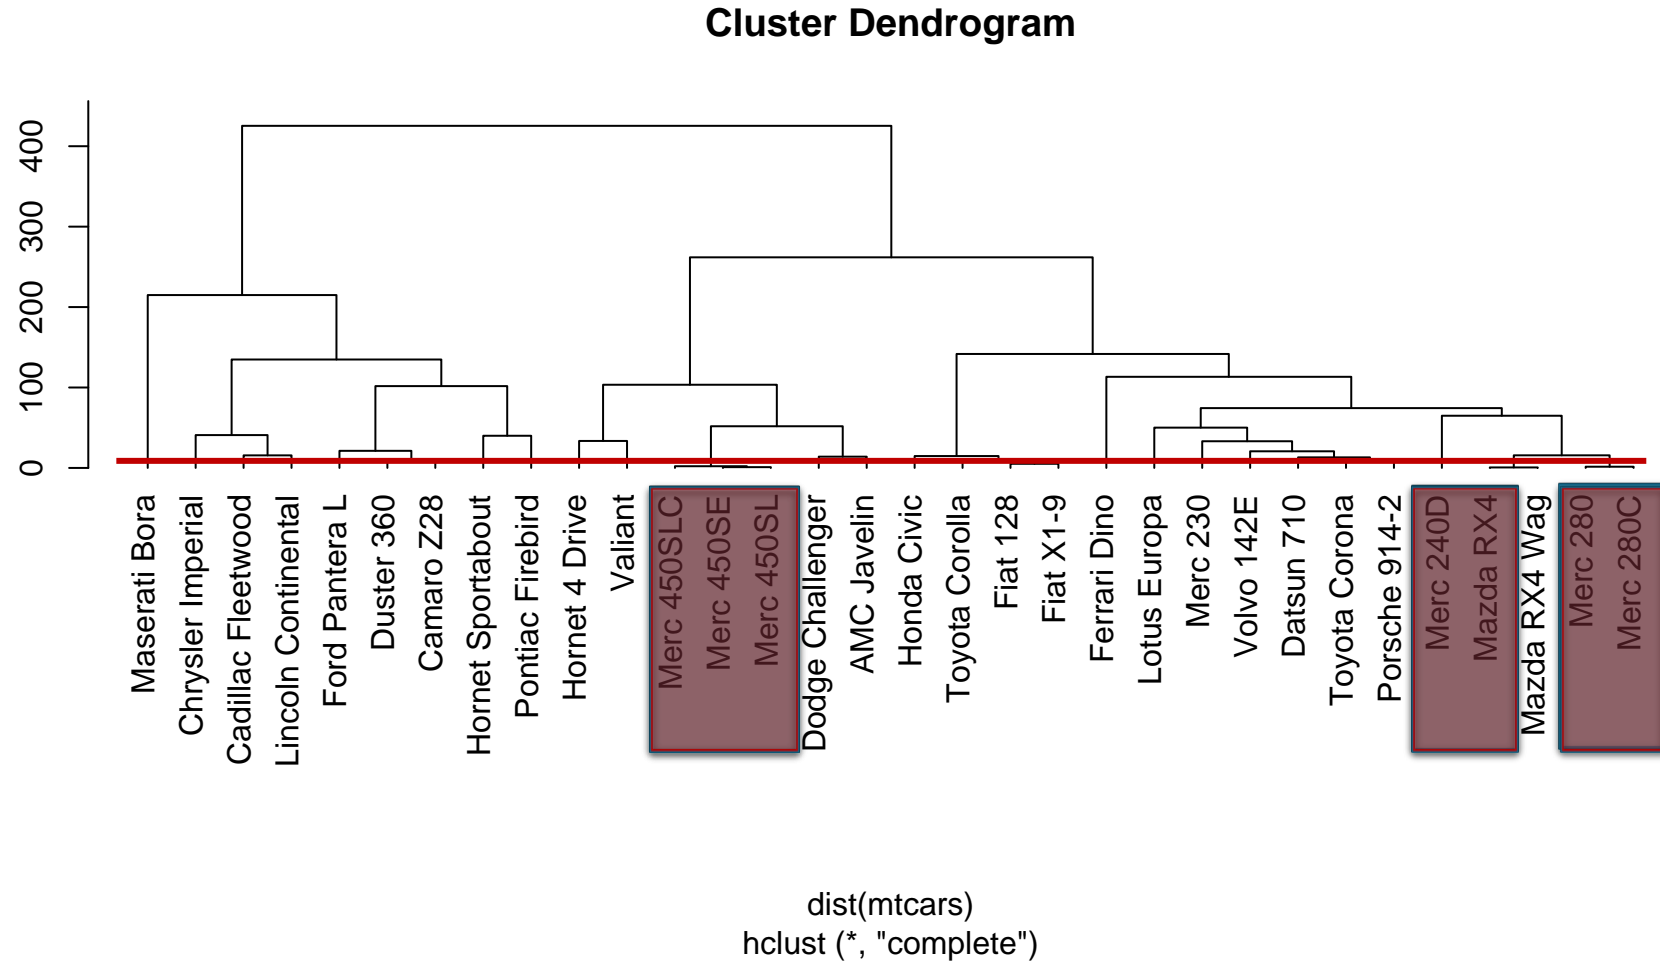 Cluster Dendrogram
400
300
200
100
0
Maserati Bora
Chrysler Imperial
Cadillac Fleetwood
Lincoln Continental
Ford Pantera L
Duster 360
Camaro Z28
Hornet Sportabout
Pontiac Firebird
Hornet 4 Drive
Valiant
Merc 450SLC
Merc 450SE
Merc 450SL
Dodge Challenger
AMC Javelin
Honda Civic
Toyota Corolla
Fiat 128
Fiat X1-9
Ferrari Dino
Lotus Europa
Merc 230
Volvo 142E
Datsun 710
Toyota Corona
Porsche 914-2
Merc 240D
Mazda RX4
Mazda RX4 Wag
Merc 280
Merc 280C
dist(mtcars)
hclust (*, "complete")